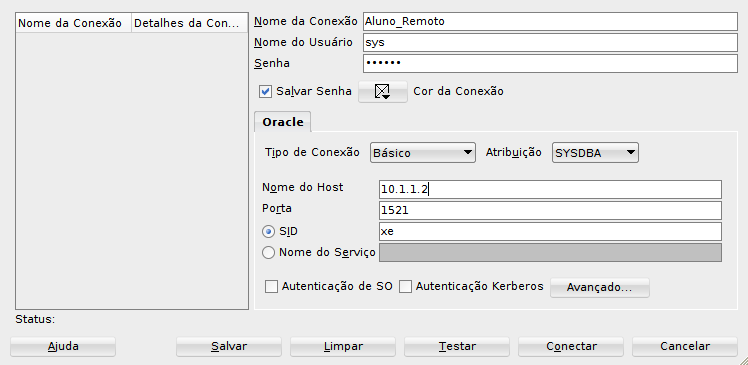 Nome da Conexão Detalhes da Con...
Nome da Conexão Aluno_Remoto
Nome do Usuário sys
Senha ••••••
Salvar Senha Cor da Conexão
Oracle
Tipo de Conexão Básico Atribuição SYSDBA
Nome do Host 10.1.1.2
Porta 1521
SID xe
Nome do Serviço
Autenticação de SO Autenticação Kerberos Avançado...
Status:
Ajuda Salvar Limpar Testar Conectar Cancelar